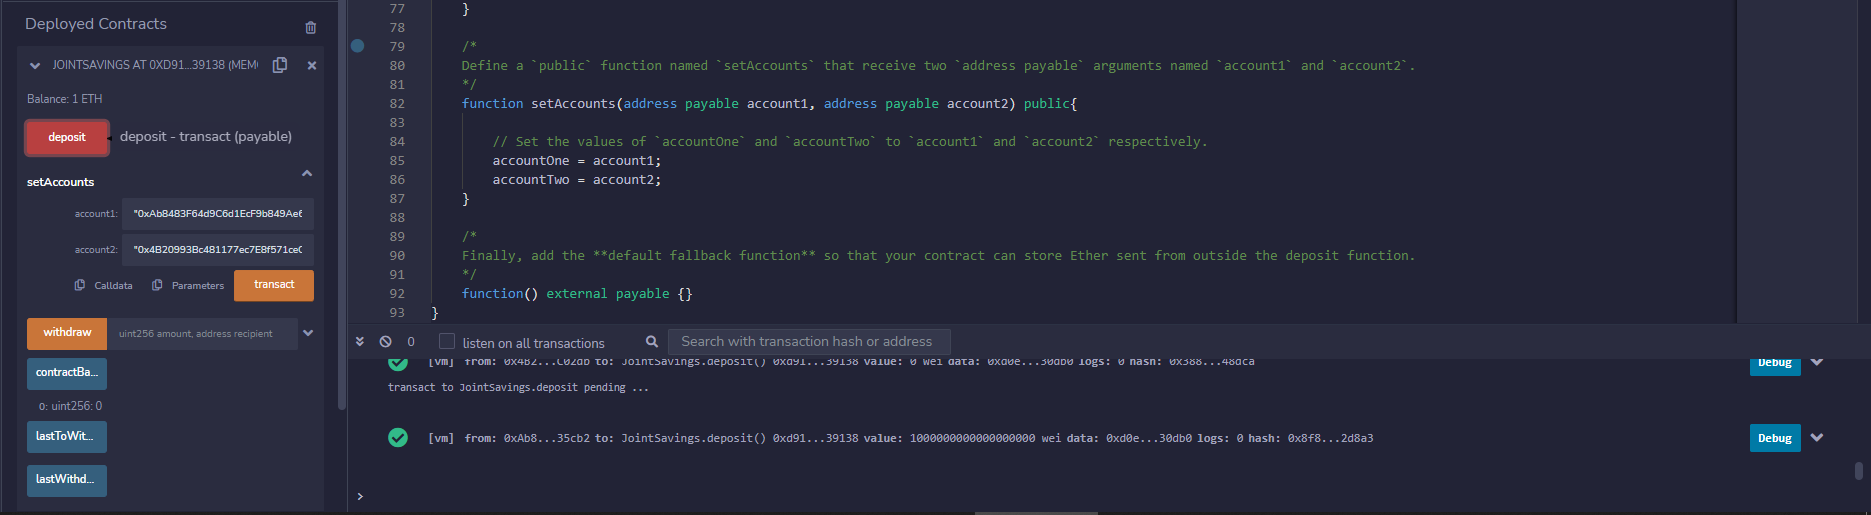 Deployed Contracts
JOINTSAVINGS AT 0XD91...39138 (MEM
Balance: 1 ETH
deposit
deposit - transact (payable)
setAccounts
account1: "0xAb8483F64d9C6d1EcF9b849Ae6
account2: "0x4B20993Bc481177ec7E8f571ceC
Calldata Parameters transact
withdraw uint256 amount, address recipient
contractBa...
0: uint256: 0
lastToWit...
lastWithd...
77 }
78
79 /*
80 Define a `public` function named `setAccounts` that receive two `address payable` arguments named `account1` and `account2`.
81 */
82 function setAccounts(address payable account1, address payable account2) public{
83
84 // Set the values of `accountOne` and `accountTwo` to `account1` and `account2` respectively.
85 accountOne = account1;
86 accountTwo = account2;
87 }
88
89 /*
90 Finally, add the **default fallback function** so that your contract can store Ether sent from outside the deposit function.
91 */
92 function() external payable {}
93 }
0 listen on all transactions Search with transaction hash or address
[vm] from: 0x4B2...C02db to: JointSavings.deposit() 0xd91...39138 value: 0 wei data: 0xd0e...30db0 logs: 0 hash: 0x388...48dca Debug
transact to JointSavings.deposit pending ...
[vm] from: 0xAb8...35cb2 to: JointSavings.deposit() 0xd91...39138 value: 1000000000000000000 wei data: 0xd0e...30db0 logs: 0 hash: 0x8f8...2d8a3 Debug
>